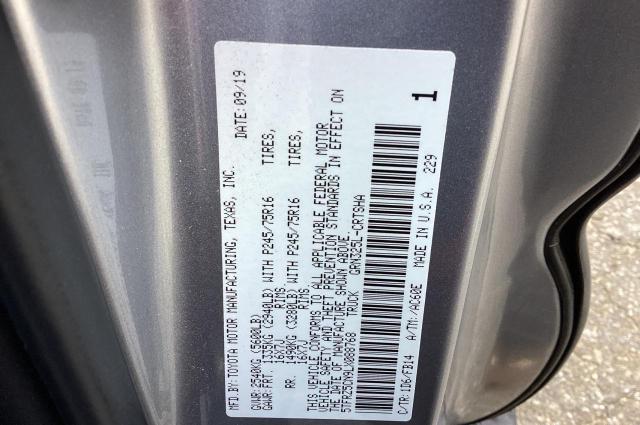 MFD.BY: TOYOTA MOTOR MANUFACTURING, TEXAS, INC. DATE: 09/19
GVWR: 2540KG (5600LB)
GAWR: FRT. 1335KG (2940LB) WITH P245/75R16 TIRES,
16X7J RIMS
RR. 1490KG (3280LB) WITH P245/75R16 TIRES,
16X7J RIMS
THIS VEHICLE CONFORMS TO ALL APPLICABLE FEDERAL MOTOR
VEHICLE SAFETY AND THEFT PREVENTION STANDARDS IN EFFECT ON
THE DATE OF MANUFACTURE SHOWN ABOVE.
TRUCK GRN325L-CRTSHA
C/TR: 1D6/FB14 A/TM: /AC60E MADE IN U.S.A. 229
1